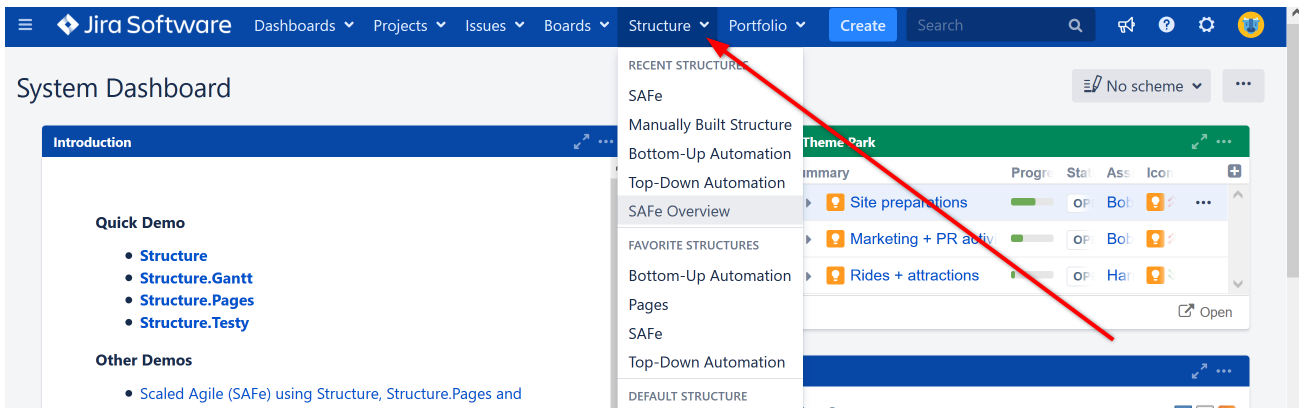 Jira Software Dashboards Projects Issues Boards Structure Portfolio Create Search
System Dashboard
No scheme
RECENT STRUCTURES
SAFe
Manually Built Structure
Bottom-Up Automation
Top-Down Automation
SAFe Overview
FAVORITE STRUCTURES
Bottom-Up Automation
Pages
SAFe
Top-Down Automation
DEFAULT STRUCTURE
Introduction
Quick Demo
Structure
Structure.Gantt
Structure.Pages
Structure.Testy
Other Demos
Scaled Agile (SAFe) using Structure, Structure.Pages and
Theme Park
ummary Progre Stat Ass Icon
Site preparations OP Bob
Marketing + PR activ OP Bob
Rides + attractions OP Har
Open